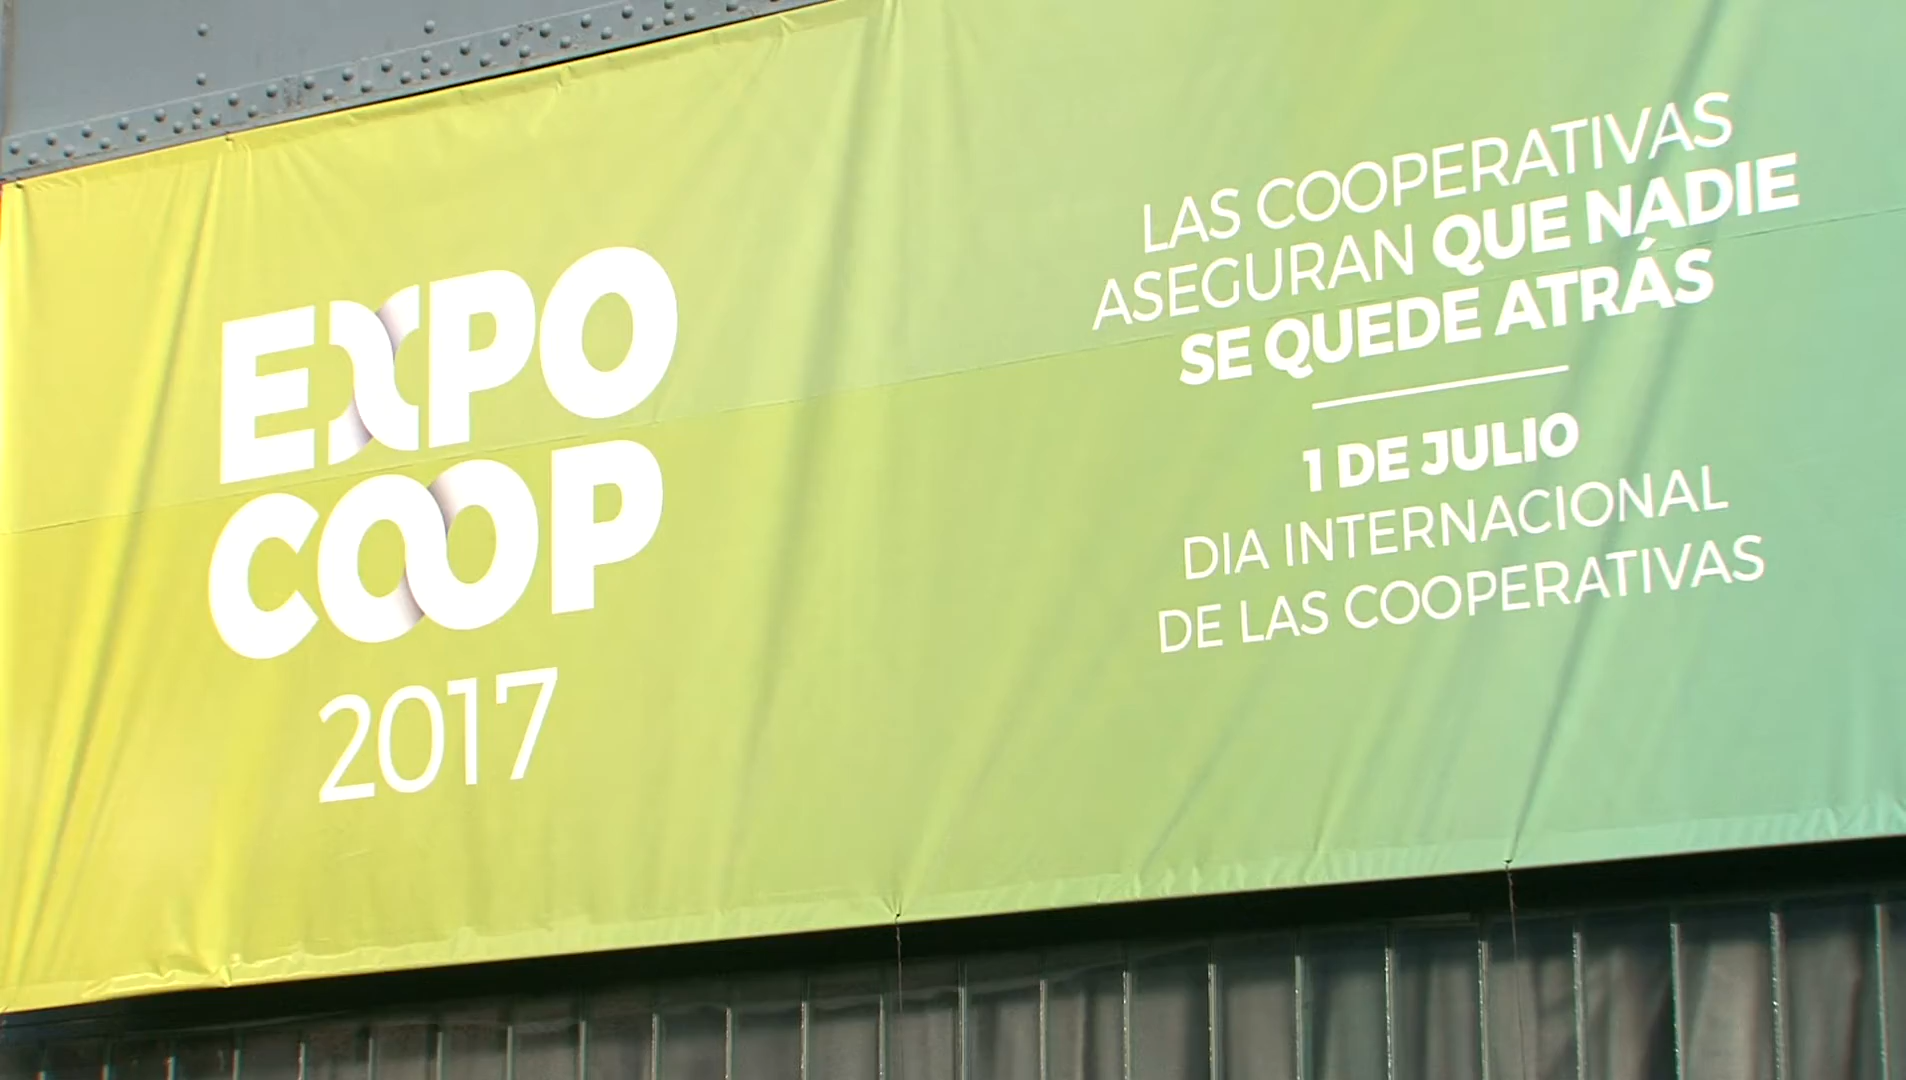 EXPO
COOP
2017
LAS COOPERATIVAS
ASEGURAN QUE NADIE
SE QUEDE ATRÁS
1 DE JULIO
DIA INTERNACIONAL
DE LAS COOPERATIVAS